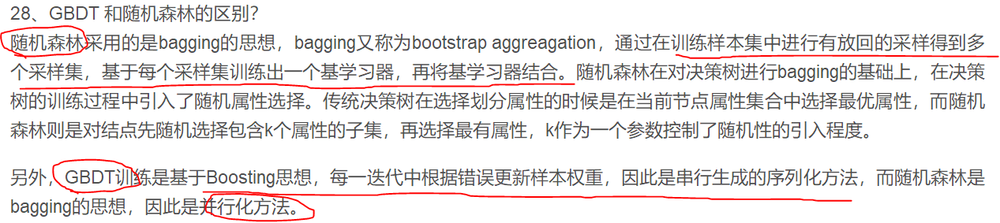 28、GBDT 和随机森林的区别？
随机森林采用的是bagging的思想，bagging又称为bootstrap aggreagation，通过在训练样本集中进行有放回的采样得到多
个采样集，基于每个采样集训练出一个基学习器，再将基学习器结合。随机森林在对决策树进行bagging的基础上，在决策
树的训练过程中引入了随机属性选择。传统决策树在选择划分属性的时候是在当前节点属性集合中选择最优属性，而随机
森林则是对结点先随机选择包含k个属性的子集，再选择最有属性，k作为一个参数控制了随机性的引入程度。
另外，GBDT训练是基于Boosting思想，每一迭代中根据错误更新样本权重，因此是串行生成的序列化方法，而随机森林是
bagging的思想，因此是并行化方法。